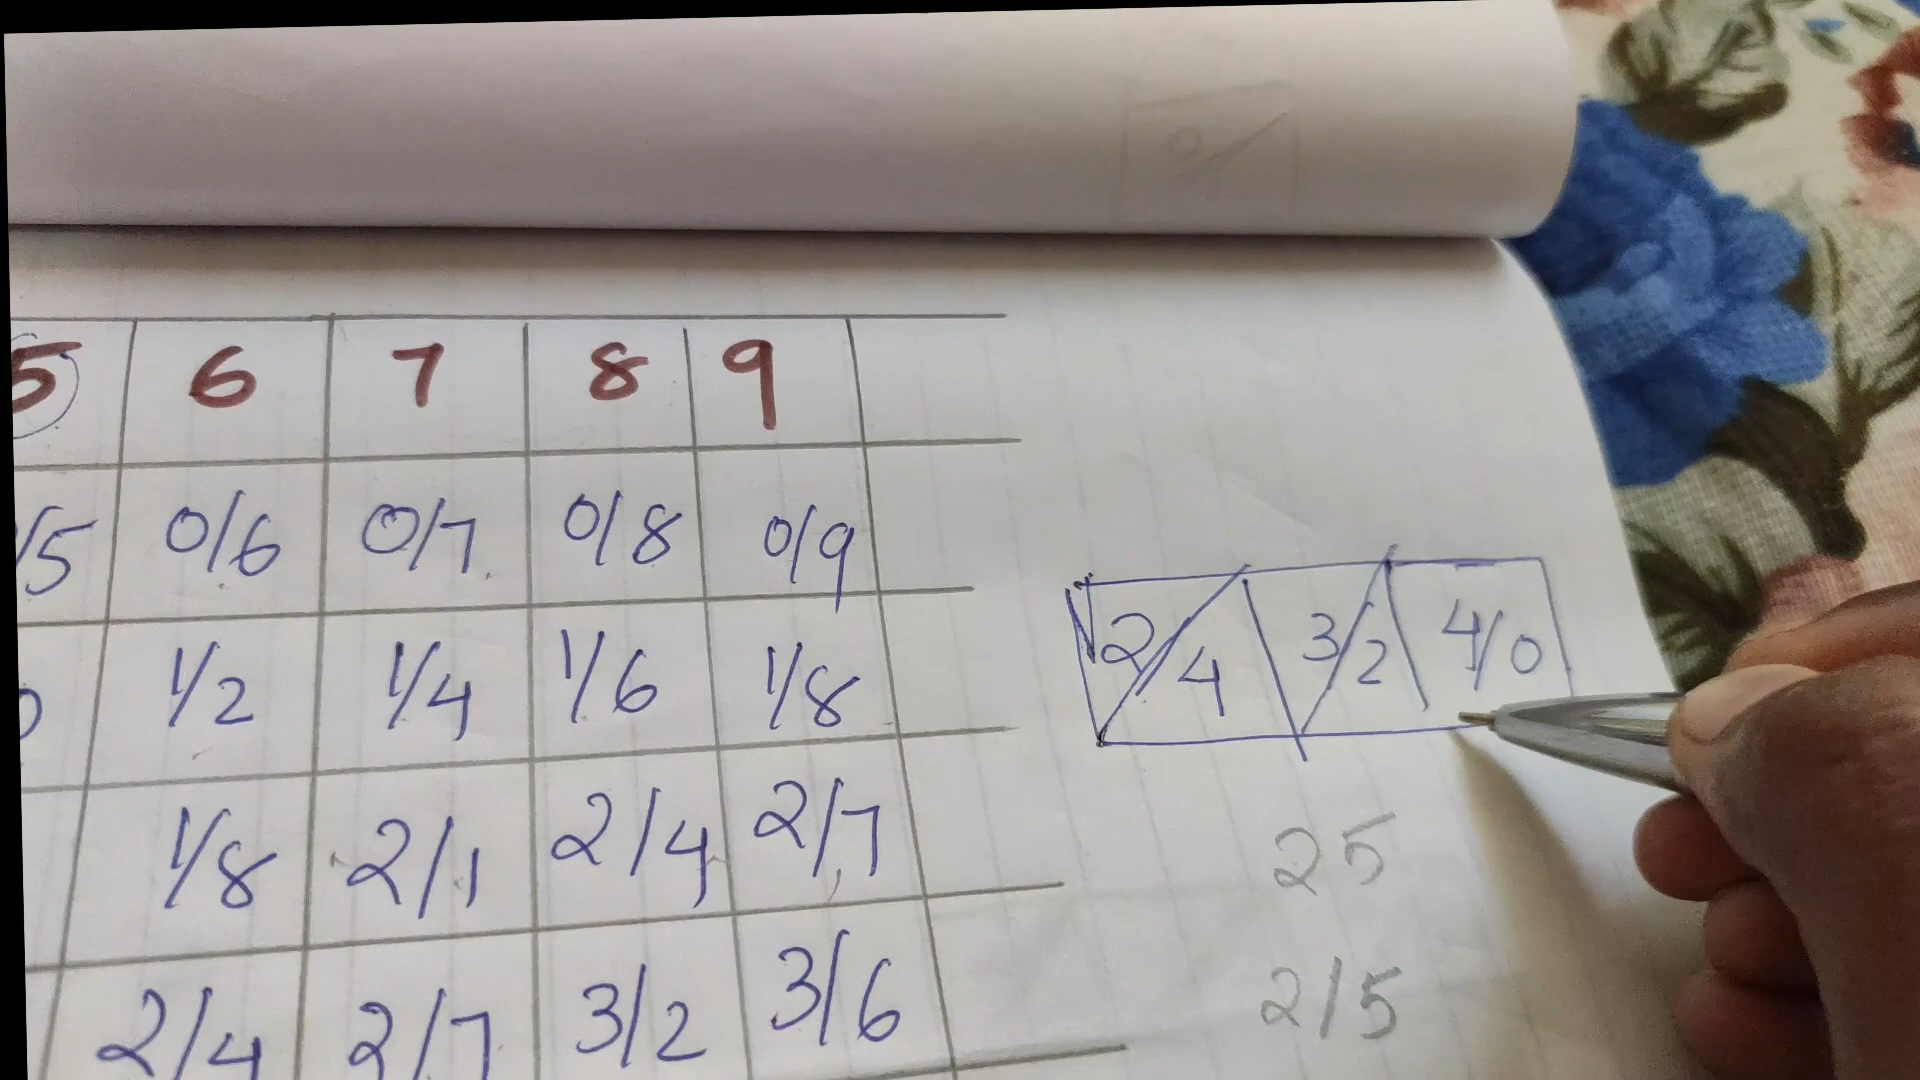 5 6 7 8 9
/5 0/6 0/7 0/8 0/9
1/2 1/4 1/6 1/8
1/8 2/1 2/4 2/7
2/4 2/7 3/2 3/6
2/4 3/2 4/0
25
2/5